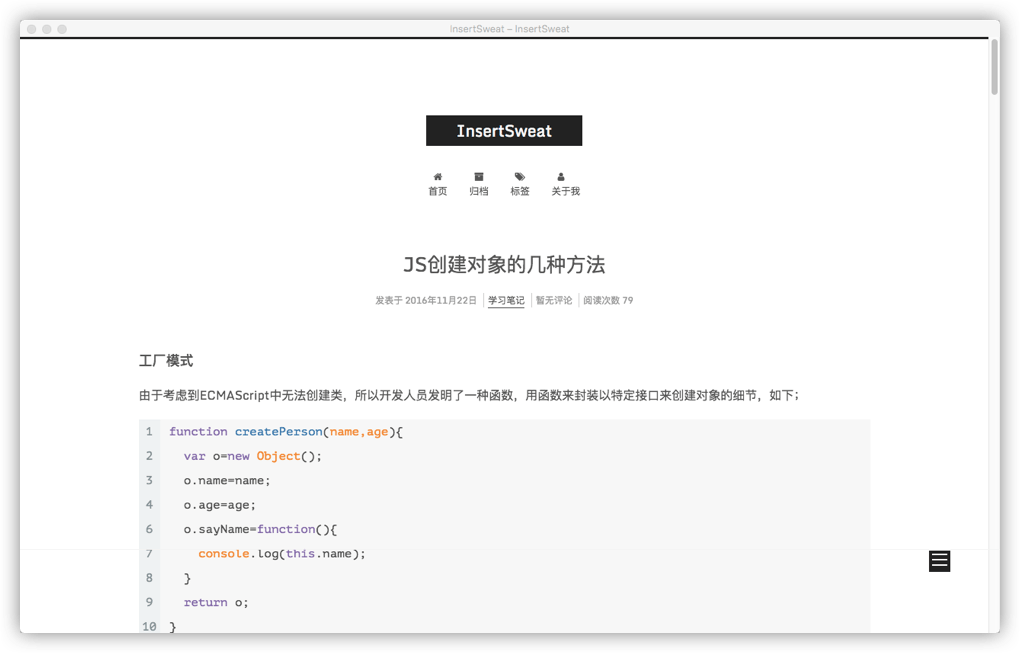 insertSweat – InsertSweat
InsertSweat
首页 归档 标签 关于我
JS创建对象的几种方法
发表于 2016年11月22日 | 学习笔记 | 暂无评论 | 阅读次数 79
工厂模式
由于考虑到ECMAScript中无法创建类，所以开发人员发明了一种函数，用函数来封装以特定接口来创建对象的细节，如下；
1 function createPerson(name,age){
2 var o=new Object();
3 o.name=name;
4 o.age=age;
6 o.sayName=function(){
7 console.log(this.name);
8 }
9 return o;
10 }